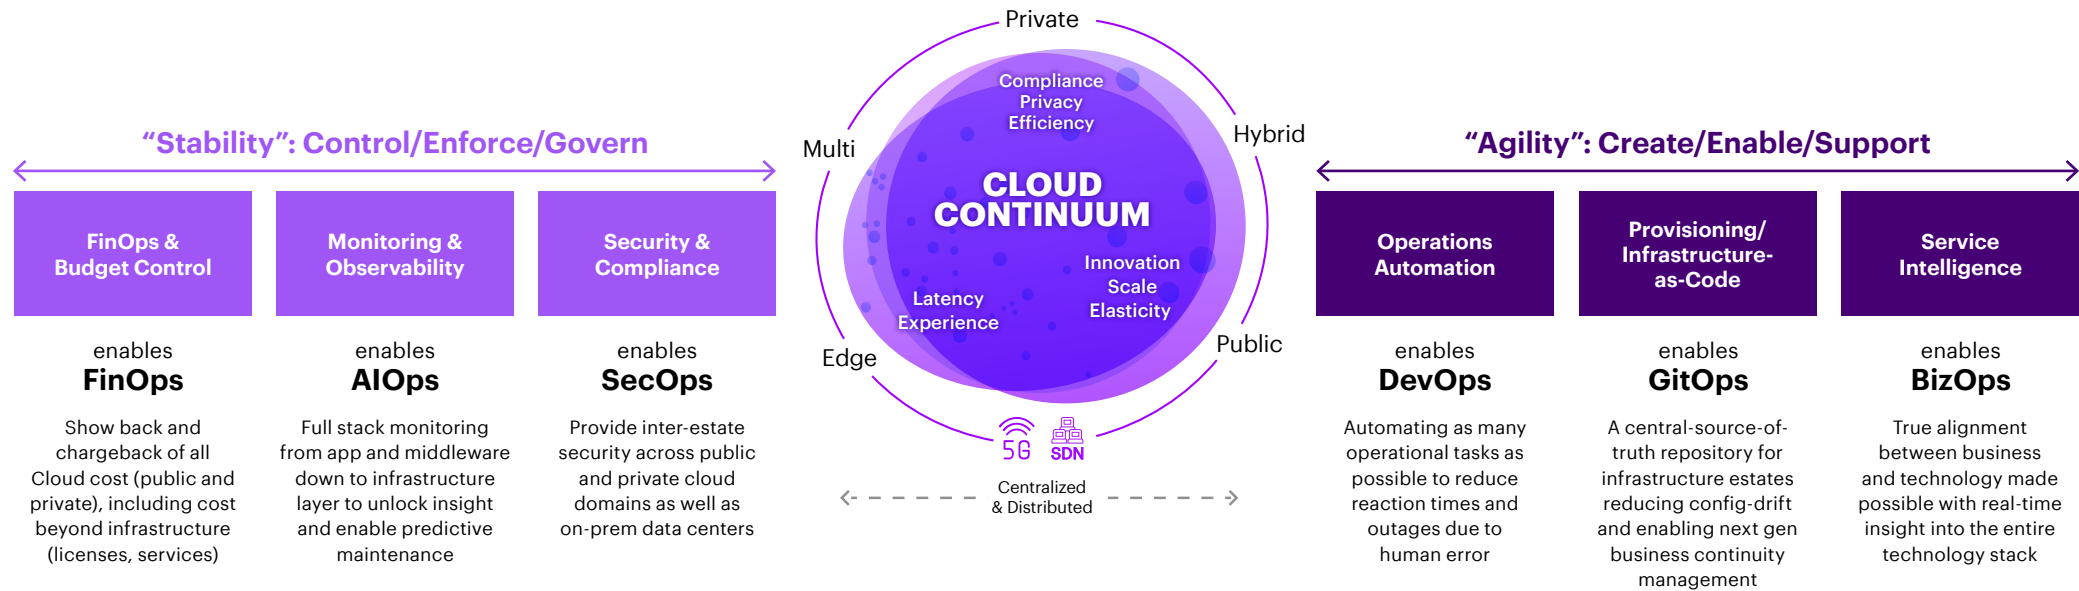 “Stability”: Control/Enforce/Govern
FinOps &
Budget Control
enables
FinOps
Show back and
chargeback of all
Cloud cost (public and
private), including cost
beyond infrastructure
(licenses, services)
Monitoring &
Observability
enables
AIOps
Full stack monitoring
from app and middleware
down to infrastructure
layer to unlock insight
and enable predictive
maintenance
Security &
Compliance
enables
SecOps
Provide inter-estate
security across public
and private cloud
domains as well as
on-prem data centers
Private
Multi
Hybrid
Edge
Public
Compliance
Privacy
Efficiency
CLOUD
CONTINUUM
Innovation
Scale
Elasticity
Latency
Experience
5G
SDN
Centralized
& Distributed
“Agility”: Create/Enable/Support
Operations
Automation
enables
DevOps
Automating as many
operational tasks as
possible to reduce
reaction times and
outages due to
human error
Provisioning/
Infrastructure-
as-Code
enables
GitOps
A central-source-of-
truth repository for
infrastructure estates
reducing config-drift
and enabling next gen
business continuity
management
Service
Intelligence
enables
BizOps
True alignment
between business
and technology made
possible with real-time
insight into the entire
technology stack